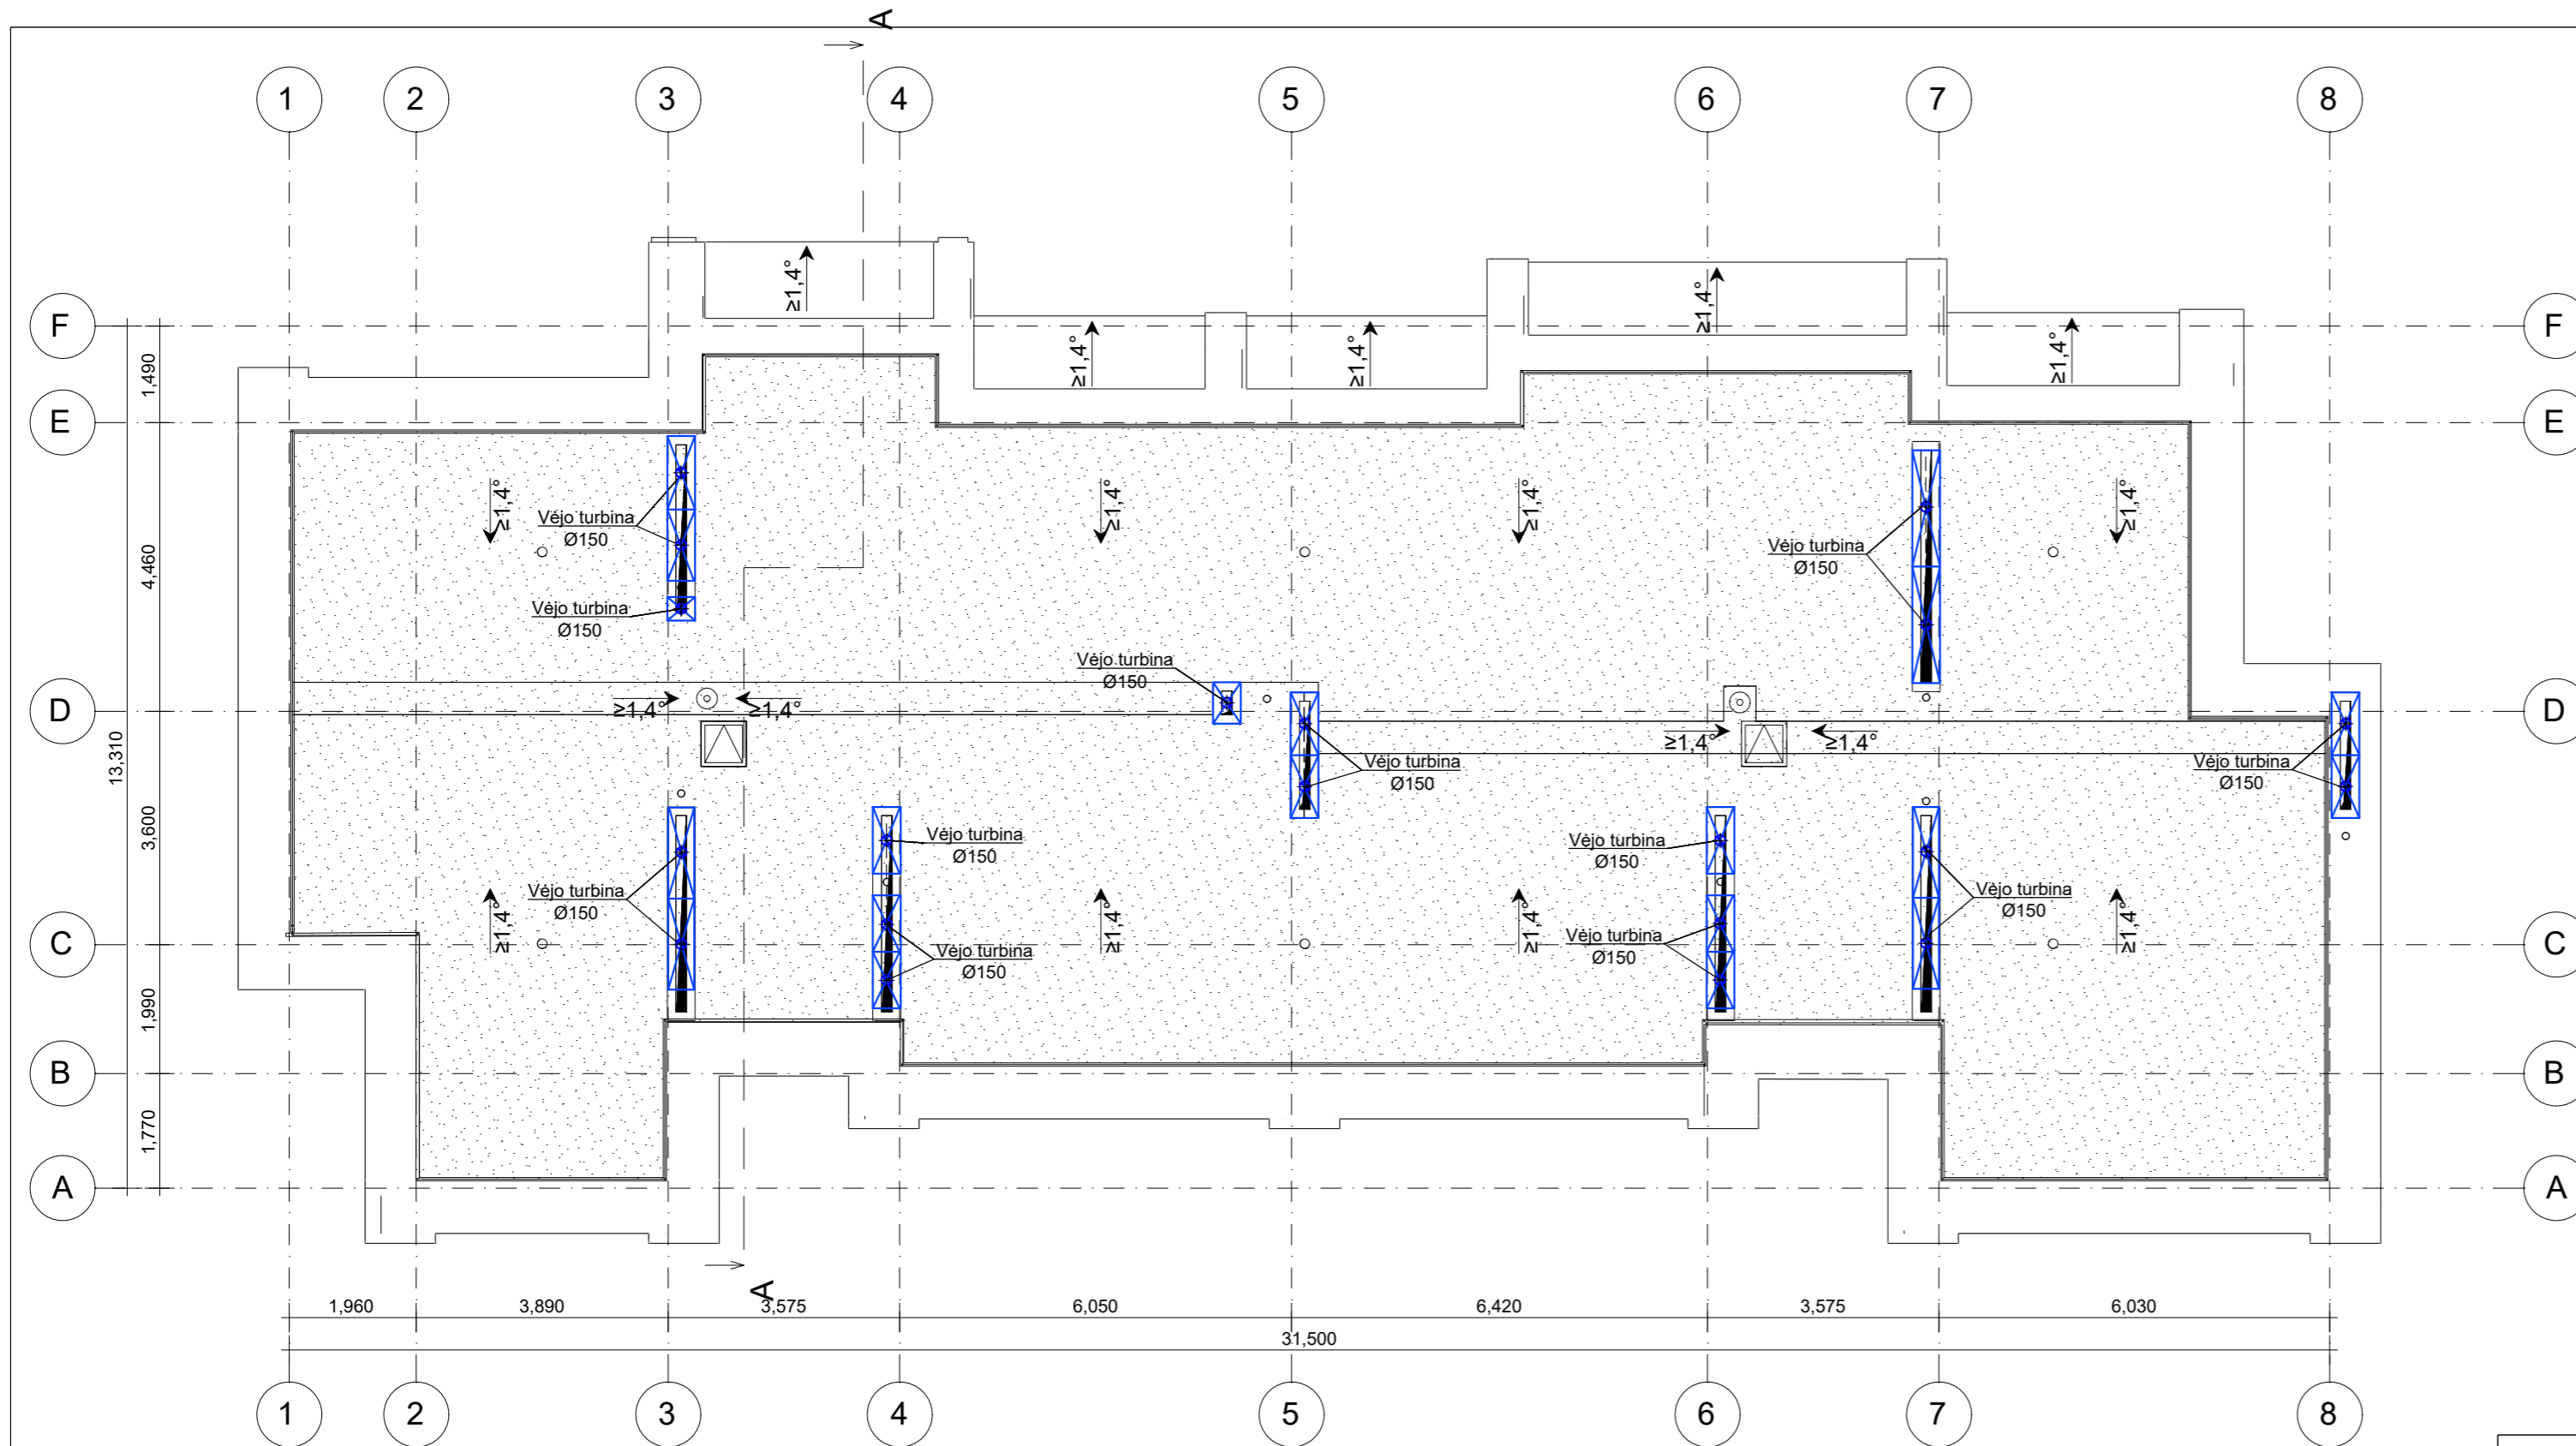 A
1 2 3 4 5 6 7 8
≥1,4° ≥1,4° ≥1,4° ≥1,4° ≥1,4°
F F
1,490
E E
≥1,4° ≥1,4° ≥1,4° ≥1,4°
Vėjo turbina
Ø150
Vėjo turbina
Ø150
4,460
Vėjo turbina
Ø150
Vėjo turbina
Ø150
D D
≥1,4° ≥1,4° ≥1,4° ≥1,4°
13,310
Vėjo turbina
Ø150
Vėjo turbina
Ø150
3,600
Vėjo turbina
Ø150
Vėjo turbina
Ø150
Vėjo turbina
Ø150
Vėjo turbina
Ø150
≥1,4° ≥1,4° ≥1,4° ≥1,4°
C C
Vėjo turbina
Ø150
Vėjo turbina
Ø150
1,990
B B
1,770
A A
A
1,960 3,890 3,575 6,050 6,420 3,575 6,030
31,500
1 2 3 4 5 6 7 8